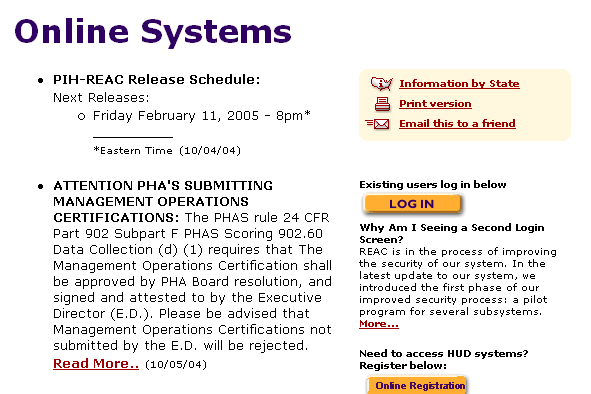 Online Systems
PIH-REAC Release Schedule:
Next Releases:
Friday February 11, 2005 - 8pm*
*Eastern Time (10/04/04)
ATTENTION PHA'S SUBMITTING
MANAGEMENT OPERATIONS
CERTIFICATIONS: The PHAS rule 24 CFR
Part 902 Subpart F PHAS Scoring 902.60
Data Collection (d) (1) requires that The
Management Operations Certification shall
be approved by PHA Board resolution, and
signed and attested to by the Executive
Director (E.D.). Please be advised that
Management Operations Certifications not
submitted by the E.D. will be rejected.
Read More.. (10/05/04)
Information by State
Print version
Email this to a friend
Existing users log in below
LOG IN
Why Am I Seeing a Second Login
Screen?
REAC is in the process of improving
the security of our system. In the
latest update to our system, we
introduced the first phase of our
improved security process: a pilot
program for several subsystems.
More...
Need to access HUD systems?
Register below:
Online Registration